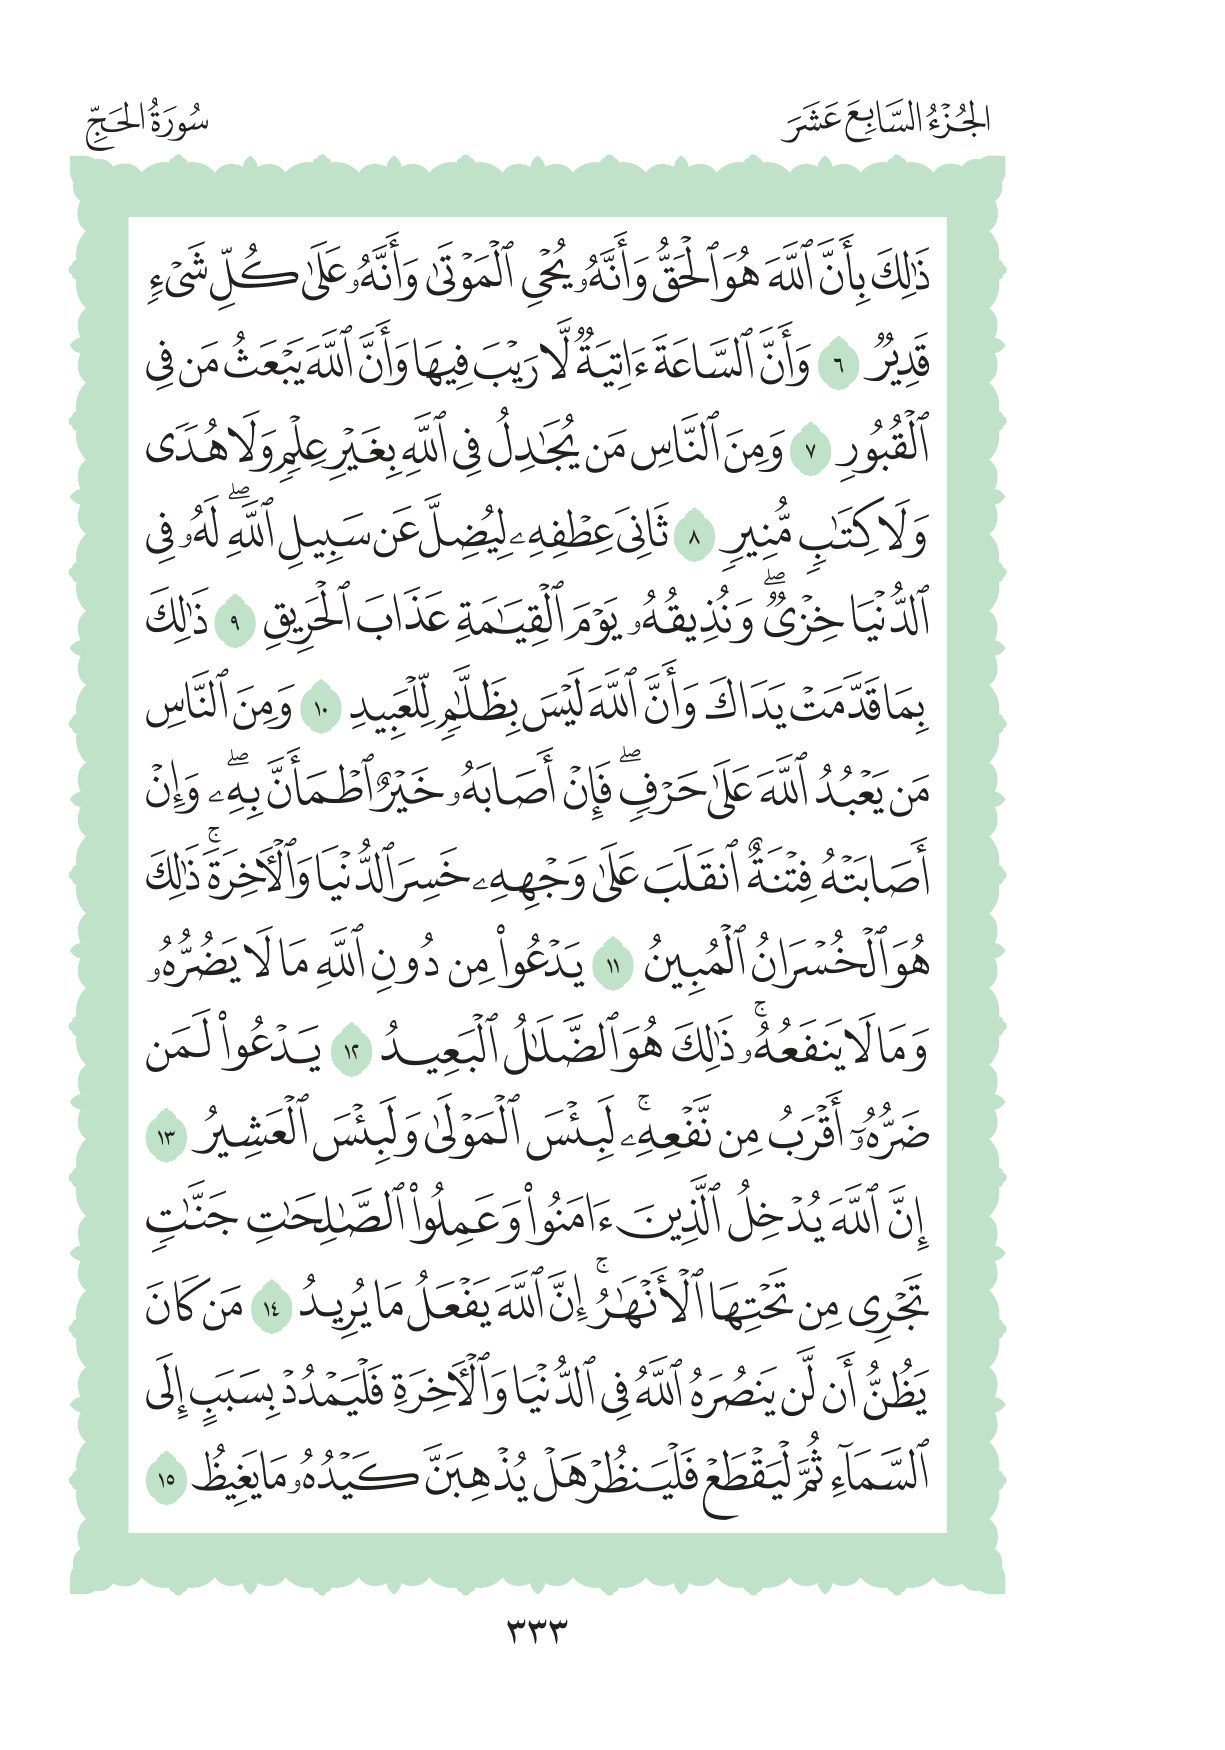 الجُزْءُ السَّابِعَ عَشَرَ
سُورَةُ الحَجِّ
ذَٰلِكَ بِأَنَّ ٱللَّهَ هُوَ ٱلْحَقُّ وَأَنَّهُۥ يُحْيِ ٱلْمَوْتَىٰ وَأَنَّهُۥ عَلَىٰ كُلِّ شَىْءٍ
قَدِيرٌ ٦ وَأَنَّ ٱلسَّاعَةَ ءَاتِيَةٌ لَّا رَيْبَ فِيهَا وَأَنَّ ٱللَّهَ يَبْعَثُ مَن فِى
ٱلْقُبُورِ ٧ وَمِنَ ٱلنَّاسِ مَن يُجَٰدِلُ فِى ٱللَّهِ بِغَيْرِ عِلْمٍ وَلَا هُدًى
وَلَا كِتَٰبٍ مُّنِيرٍ ٨ ثَانِىَ عِطْفِهِۦ لِيُضِلَّ عَن سَبِيلِ ٱللَّهِۖ لَهُۥ فِى
ٱلدُّنْيَا خِزْىٌۖ وَنُذِيقُهُۥ يَوْمَ ٱلْقِيَٰمَةِ عَذَابَ ٱلْحَرِيقِ ٩ ذَٰلِكَ
بِمَا قَدَّمَتْ يَدَاكَ وَأَنَّ ٱللَّهَ لَيْسَ بِظَلَّٰمٍ لِّلْعَبِيدِ ١٠ وَمِنَ ٱلنَّاسِ
مَن يَعْبُدُ ٱللَّهَ عَلَىٰ حَرْفٍۖ فَإِنْ أَصَابَهُۥ خَيْرٌ ٱطْمَأَنَّ بِهِۦۖ وَإِنْ
أَصَابَتْهُ فِتْنَةٌ ٱنقَلَبَ عَلَىٰ وَجْهِهِۦ خَسِرَ ٱلدُّنْيَا وَٱلْءَاخِرَةَۚ ذَٰلِكَ
هُوَ ٱلْخُسْرَانُ ٱلْمُبِينُ ١١ يَدْعُوا۟ مِن دُونِ ٱللَّهِ مَا لَا يَضُرُّهُۥ
وَمَا لَا يَنفَعُهُۥۚ ذَٰلِكَ هُوَ ٱلضَّلَٰلُ ٱلْبَعِيدُ ١٢ يَدْعُوا۟ لَمَن
ضَرُّهُۥٓ أَقْرَبُ مِن نَّفْعِهِۦۚ لَبِئْسَ ٱلْمَوْلَىٰ وَلَبِئْسَ ٱلْعَشِيرُ ١٣
إِنَّ ٱللَّهَ يُدْخِلُ ٱلَّذِينَ ءَامَنُوا۟ وَعَمِلُوا۟ ٱلصَّٰلِحَٰتِ جَنَّٰتٍ
تَجْرِى مِن تَحْتِهَا ٱلْأَنْهَٰرُۚ إِنَّ ٱللَّهَ يَفْعَلُ مَا يُرِيدُ ١٤ مَن كَانَ
يَظُنُّ أَن لَّن يَنصُرَهُ ٱللَّهُ فِى ٱلدُّنْيَا وَٱلْءَاخِرَةِ فَلْيَمْدُدْ بِسَبَبٍ إِلَى
ٱلسَّمَآءِ ثُمَّ لْيَقْطَعْ فَلْيَنظُرْ هَلْ يُذْهِبَنَّ كَيْدُهُۥ مَا يَغِيظُ ١٥
٣٣٣